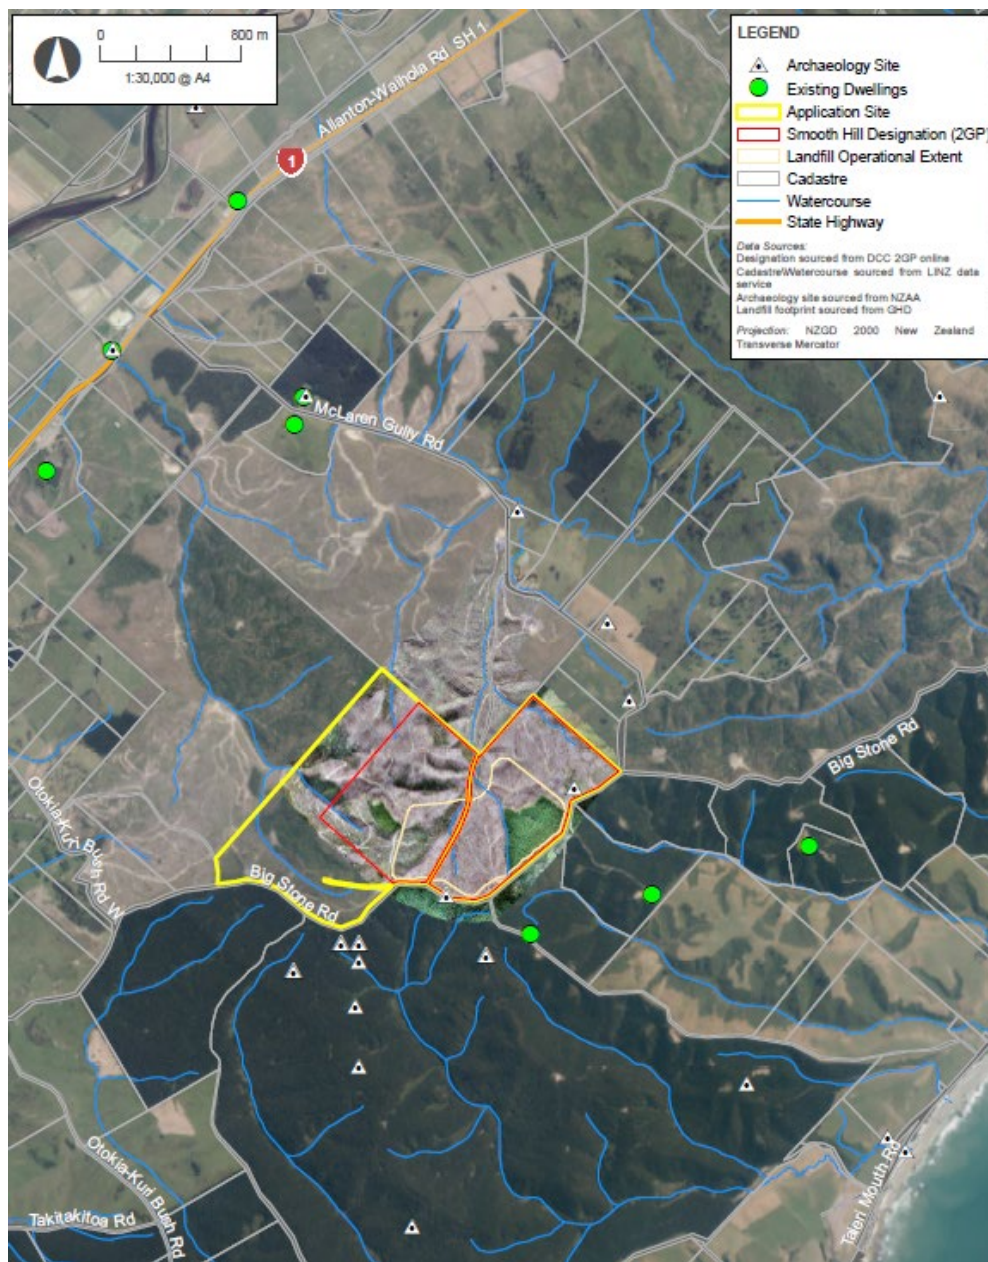 0 800 m
1:30,000 @ A4
LEGEND
Archaeology Site
Existing Dwellings
Application Site
Smooth Hill Designation (2GP)
Landfill Operational Extent
Cadastre
Watercourse
State Highway
Data Sources:
Designation sourced from DCC 2GP online
Cadastre\Watercourse sourced from LINZ data
service
Archaeology site sourced from NZAA
Landfill footprint sourced from GHD
Projection: NZGD 2000 New Zealand
Transverse Mercator
Allanton-Waihola Rd SH 1
1
McLaren Gully Rd
Big Stone Rd
Otokia-Kuri Bush Rd W
Big Stone Rd
Otokia-Kuri Bush Rd
Takitakitoa Rd
Taieri Mouth Rd